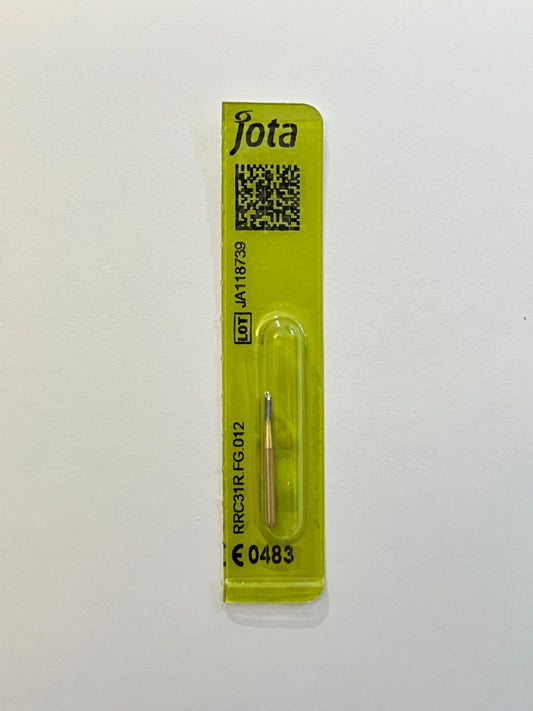 jota
LOT JA118739
RRC31R.FG.012
CE 0483